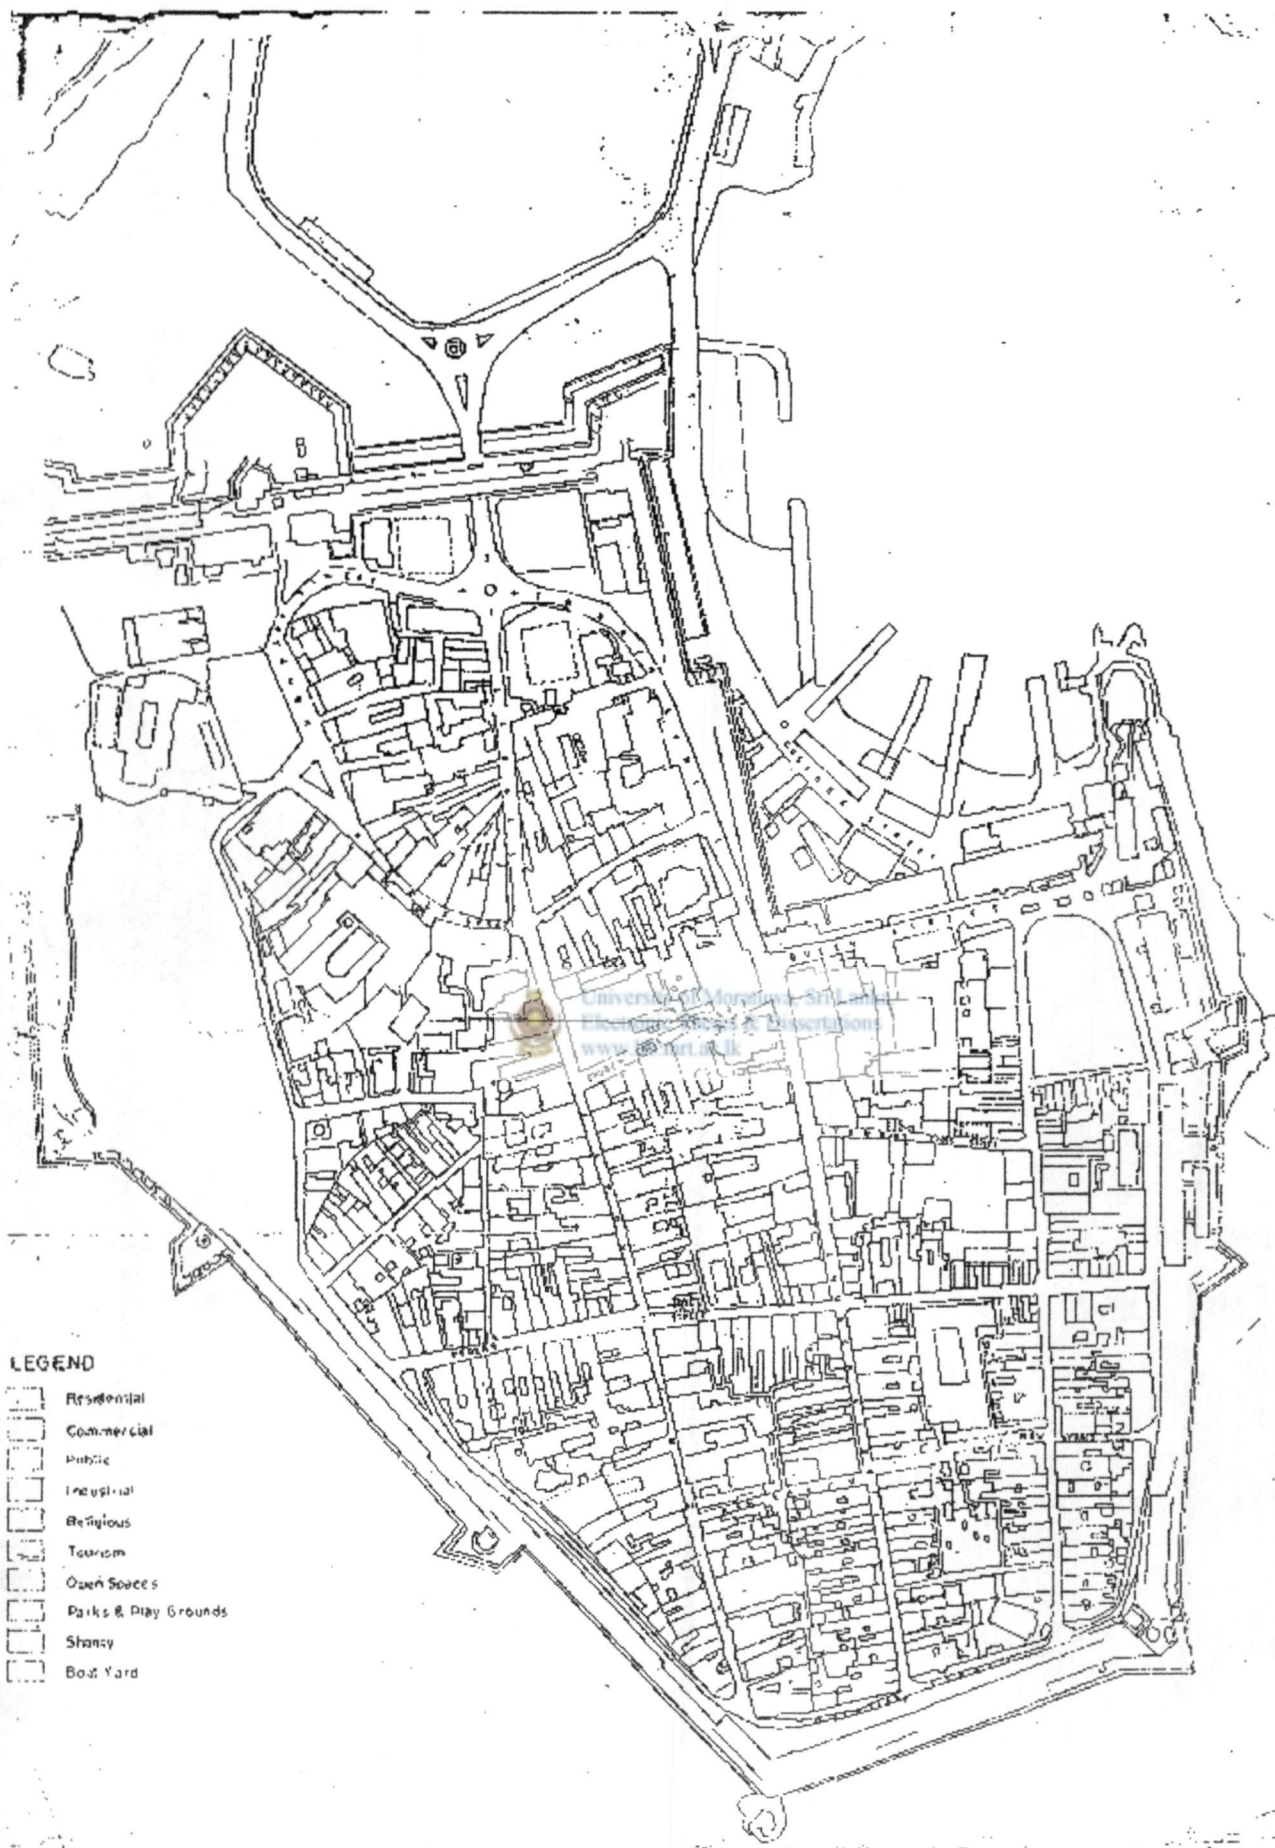 University of Moratuwa, Sri Lanka
Electronic Theses & Dissertations
www.lib.mrt.ac.lk
LEGEND
Residential
Commercial
Public
Industrial
Religious
Tourism
Open Spaces
Parks & Play Grounds
Shanty
Boat Yard